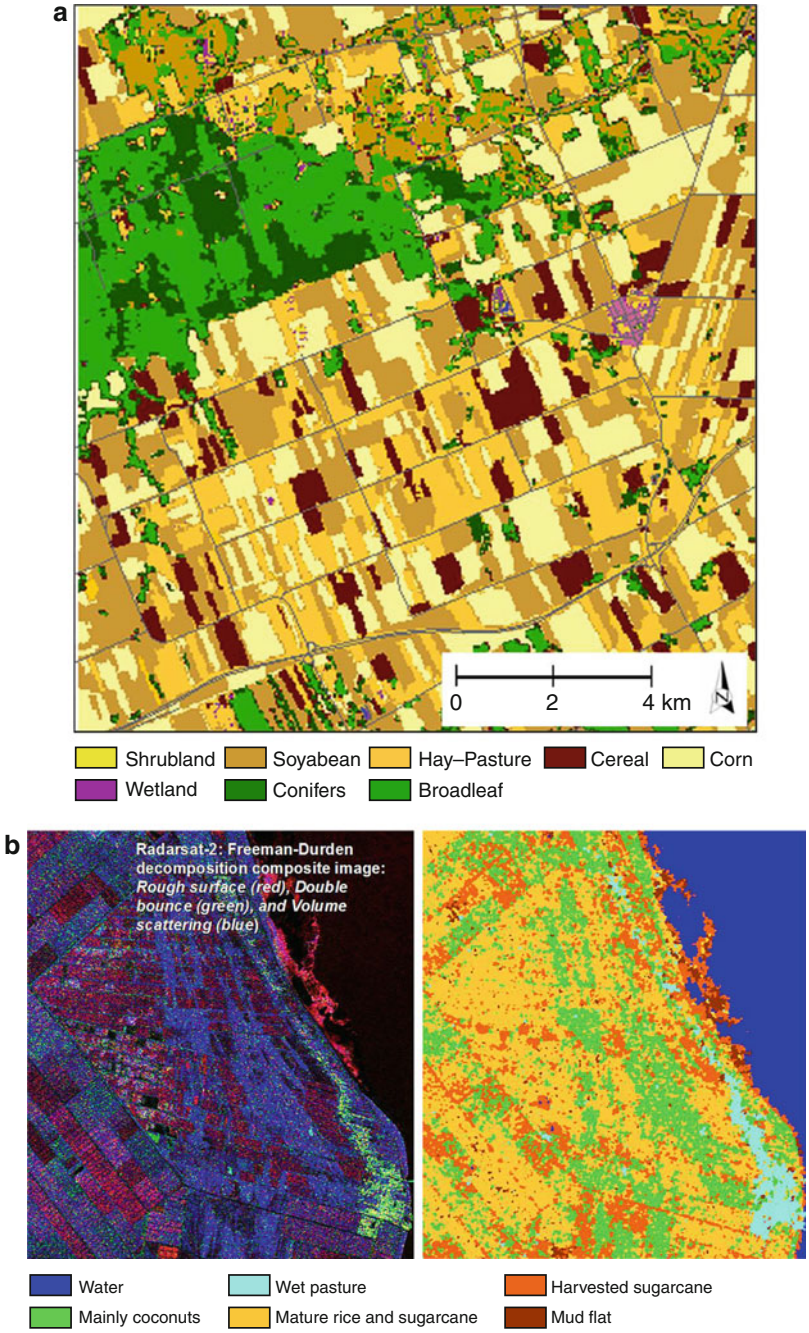 a
0 2 4 km
N
Shrubland Soyabean Hay–Pasture Cereal Corn
Wetland Conifers Broadleaf
b
Radarsat-2: Freeman-Durden
decomposition composite image:
Rough surface (red), Double
bounce (green), and Volume
scattering (blue)
Water Wet pasture Harvested sugarcane
Mainly coconuts Mature rice and sugarcane Mud flat